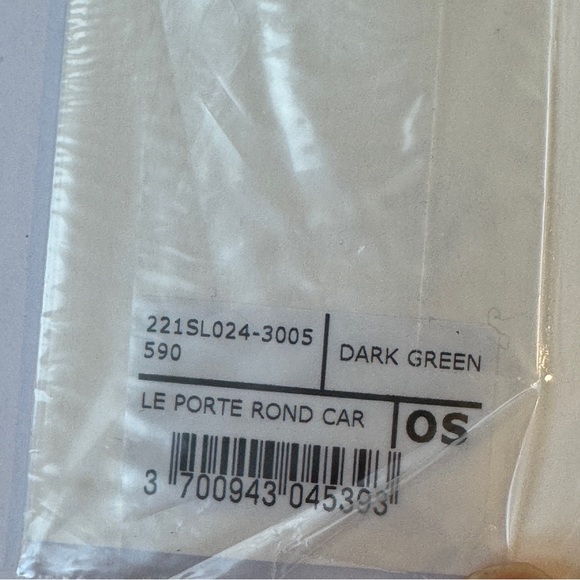 221SL024-3005
590
DARK GREEN
LE PORTE ROND CAR
OS
3 700943 045393